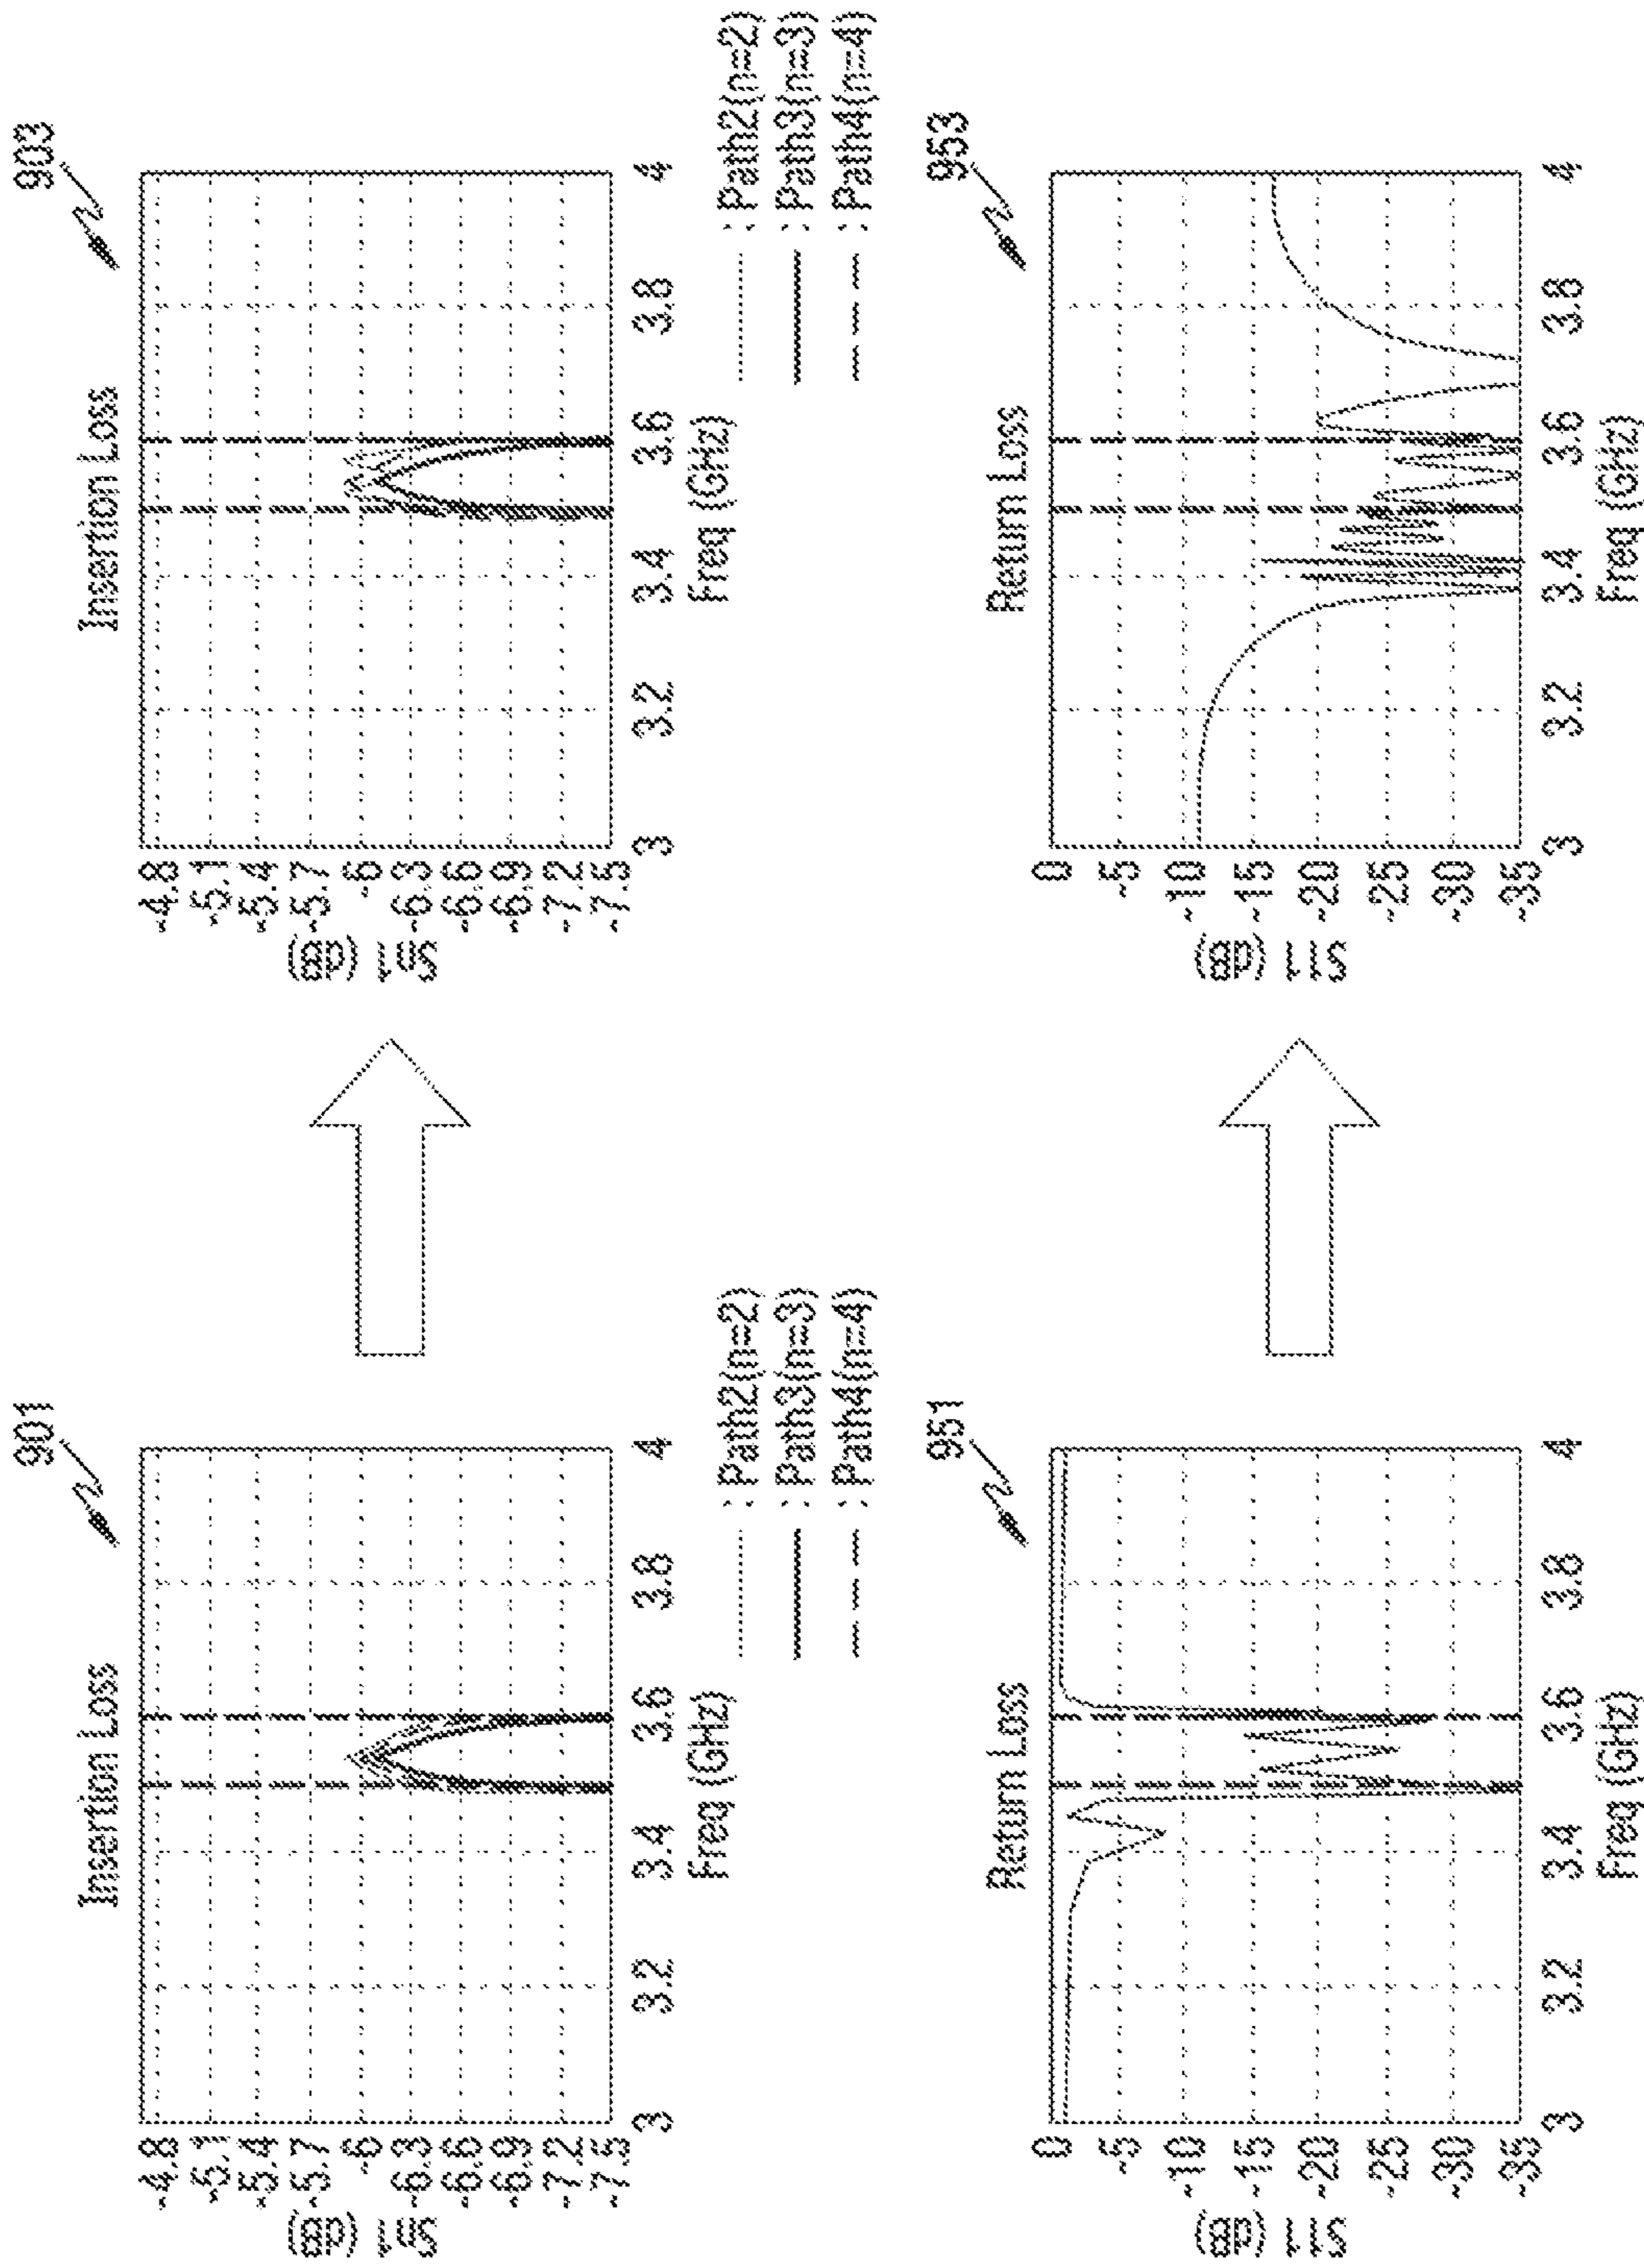 901
Insertion Loss
Sn1 (dB)
-4.8
-5.1
-5.4
-5.7
-6
-6.3
-6.6
-6.9
-7.2
-7.5
3 3.2 3.4 3.6 3.8 4
Freq (GHz)
: Path2(n=2)
: Path3(n=3)
: Path4(n=4)
903
Insertion Loss
Sn1 (dB)
-4.8
-5.1
-5.4
-5.7
-6
-6.3
-6.6
-6.9
-7.2
-7.5
3 3.2 3.4 3.6 3.8 4
Freq (GHz)
: Path2(n=2)
: Path3(n=3)
: Path4(n=4)
951
Return Loss
S11 (dB)
0
-5
-10
-15
-20
-25
-30
-35
3 3.2 3.4 3.6 3.8 4
Freq (GHz)
953
Return Loss
S11 (dB)
0
-5
-10
-15
-20
-25
-30
-35
3 3.2 3.4 3.6 3.8 4
Freq (GHz)